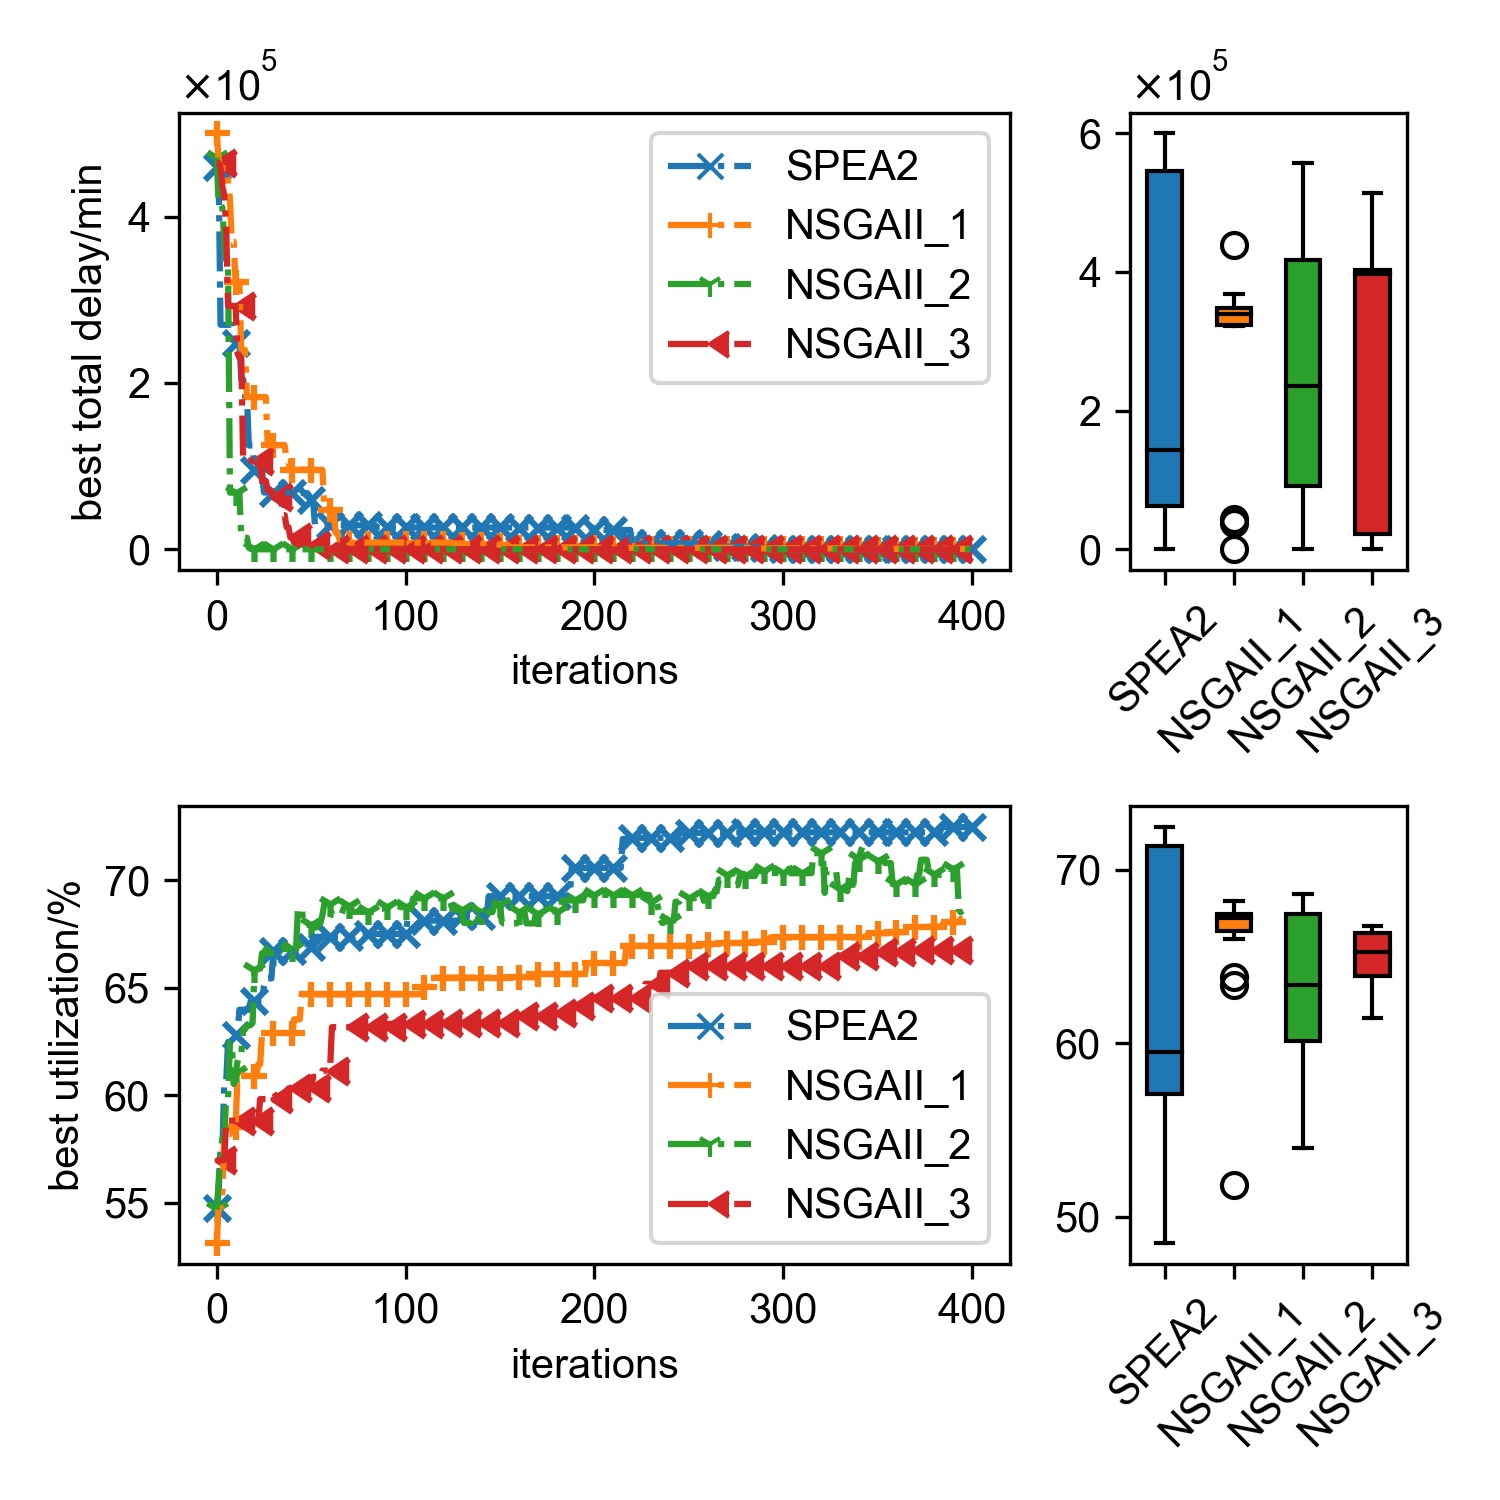 ×10^5
best total delay/min
4
2
0
0 100 200 300 400
iterations
SPEA2
NSGAII_1
NSGAII_2
NSGAII_3
×10^5
6
4
2
0
SPEA2
NSGAII_1
NSGAII_2
NSGAII_3
best utilization/%
70
65
60
55
0 100 200 300 400
iterations
SPEA2
NSGAII_1
NSGAII_2
NSGAII_3
70
60
50
SPEA2
NSGAII_1
NSGAII_2
NSGAII_3